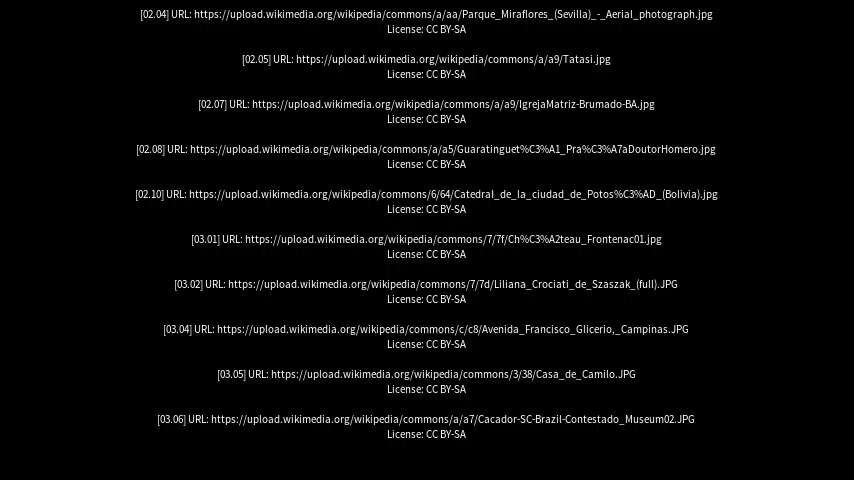 [02.04] URL: https://upload.wikimedia.org/wikipedia/commons/a/aa/Parque_Miraflores_(Sevilla)_-_Aerial_photograph.jpg
License: CC BY-SA
[02.05] URL: https://upload.wikimedia.org/wikipedia/commons/a/a9/Tatasi.jpg
License: CC BY-SA
[02.07] URL: https://upload.wikimedia.org/wikipedia/commons/a/a9/IgrejaMatriz-Brumado-BA.jpg
License: CC BY-SA
[02.08] URL: https://upload.wikimedia.org/wikipedia/commons/a/a5/Guaratinguet%C3%A1_Pra%C3%A7aDoutorHomero.jpg
License: CC BY-SA
[02.10] URL: https://upload.wikimedia.org/wikipedia/commons/6/64/Catedral_de_la_ciudad_de_Potos%C3%AD_(Bolivia).jpg
License: CC BY-SA
[03.01] URL: https://upload.wikimedia.org/wikipedia/commons/7/7f/Ch%C3%A2teau_Frontenac01.jpg
License: CC BY-SA
[03.02] URL: https://upload.wikimedia.org/wikipedia/commons/7/7d/Liliana_Crociati_de_Szaszak_(full).JPG
License: CC BY-SA
[03.04] URL: https://upload.wikimedia.org/wikipedia/commons/c/c8/Avenida_Francisco_Glicerio,_Campinas.JPG
License: CC BY-SA
[03.05] URL: https://upload.wikimedia.org/wikipedia/commons/3/38/Casa_de_Camilo.JPG
License: CC BY-SA
[03.06] URL: https://upload.wikimedia.org/wikipedia/commons/a/a7/Cacador-SC-Brazil-Contestado_Museum02.JPG
License: CC BY-SA